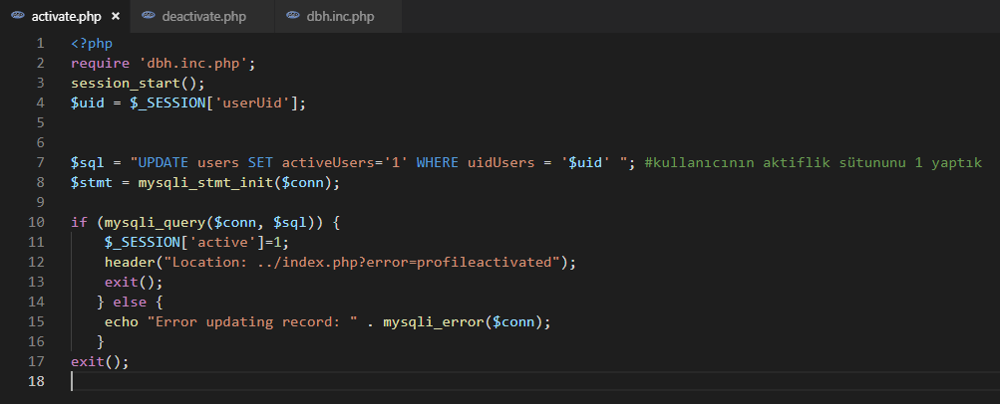 activate.php × deactivate.php dbh.inc.php
1 <?php
2 require 'dbh.inc.php';
3 session_start();
4 $uid = $_SESSION['userUid'];
5
6
7 $sql = "UPDATE users SET activeUsers='1' WHERE uidUsers = '$uid' "; #kullanıcının aktiflik sütununu 1 yaptık
8 $stmt = mysqli_stmt_init($conn);
9
10 if (mysqli_query($conn, $sql)) {
11     $_SESSION['active']=1;
12     header("Location: ../index.php?error=profileactivated");
13     exit();
14    } else {
15     echo "Error updating record: " . mysqli_error($conn);
16    }
17 exit();
18